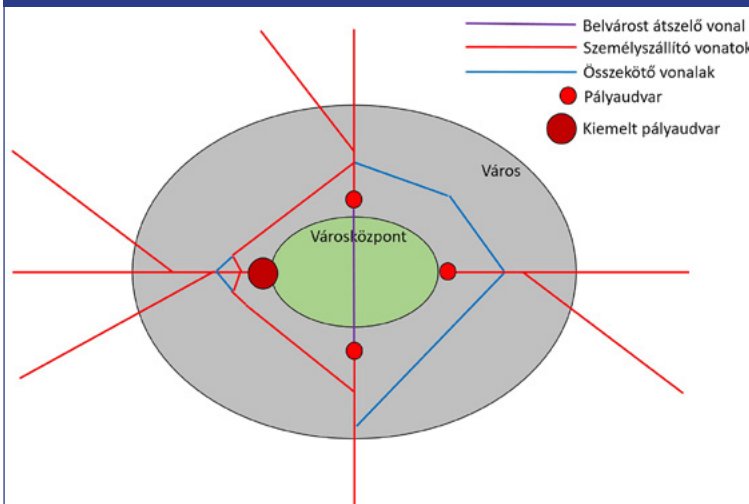 Belvárost átszelő vonal
Személyszállító vonatok
Összekötő vonalak
Pályaudvar
Kiemelt pályaudvar
Város
Városközpont